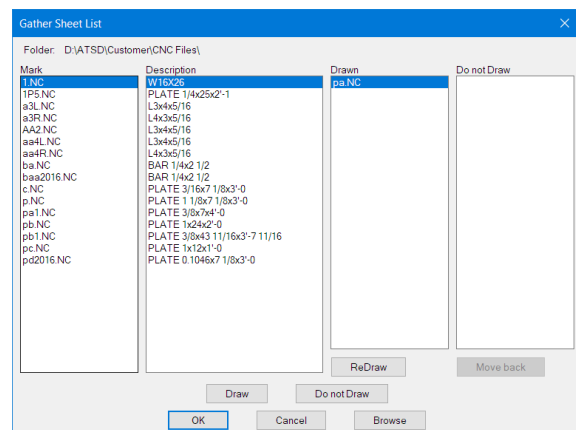 Gather Sheet List
Folder: D:\ATSD\Customer\CNC Files\
Mark Description Drawn Do not Draw
1.NC W16X26 pa.NC
1P5.NC PLATE 1/4x25x2'-1
a3L.NC L3x4x5/16
a3R.NC L4x3x5/16
AA2.NC L3x4x5/16
aa4L.NC L3x4x5/16
aa4R.NC L4x3x5/16
ba.NC BAR 1/4x2 1/2
baa2016.NC BAR 1/4x2 1/2
c.NC PLATE 3/16x7 1/8x3'-0
p.NC PLATE 1 1/8x7 1/8x3'-0
pa1.NC PLATE 3/8x7x4'-0
pb.NC PLATE 1x24x2'-0
pb1.NC PLATE 3/8x43 11/16x3'-7 11/16
pc.NC PLATE 1x12x1'-0
pd2016.NC PLATE 0.1046x7 1/8x3'-0
ReDraw Move back
Draw Do not Draw
OK Cancel Browse